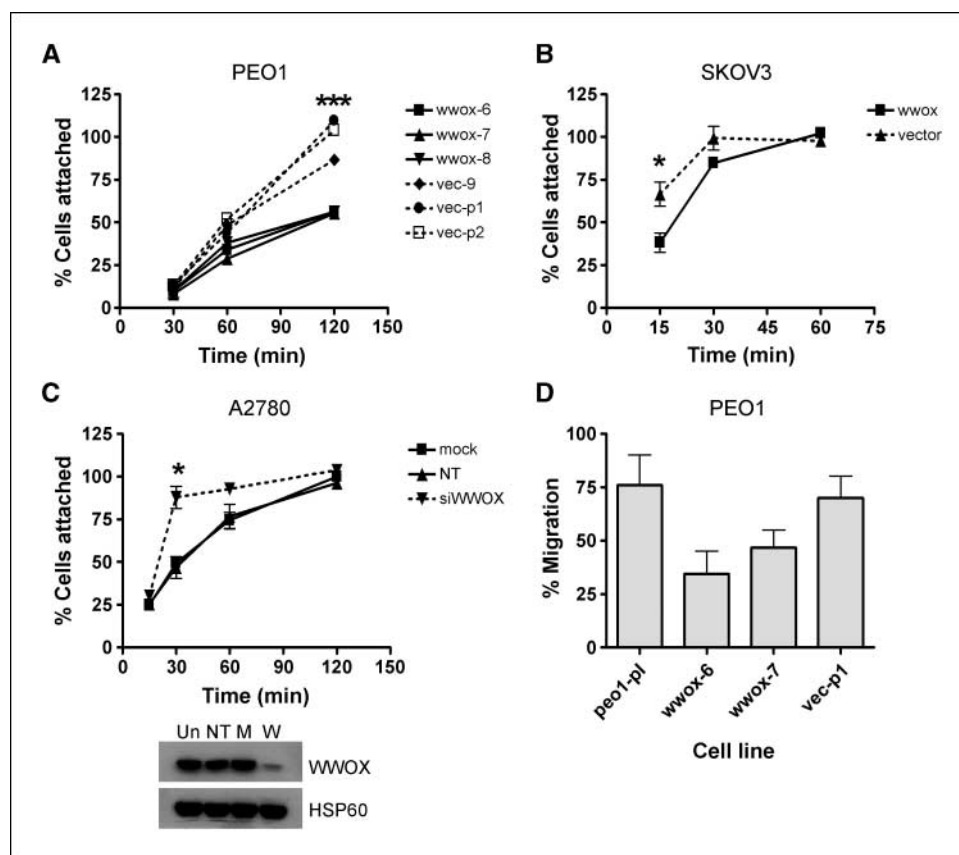 A
PEO1
125
100
75
50
25
0
% Cells attached
***
0 30 60 90 120 150
Time (min)
wwox-6
wwox-7
wwox-8
vec-9
vec-p1
vec-p2
B
SKOV3
125
100
75
50
25
0
% Cells attached
*
0 15 30 45 60 75
Time (min)
wwox
vector
C
A2780
125
100
75
50
25
0
% Cells attached
*
0 30 60 90 120 150
Time (min)
mock
NT
siWWOX
Un NT M W
WWOX
HSP60
D
PEO1
100
75
50
25
0
% Migration
peo1-pl
wwox-6
wwox-7
vec-p1
Cell line